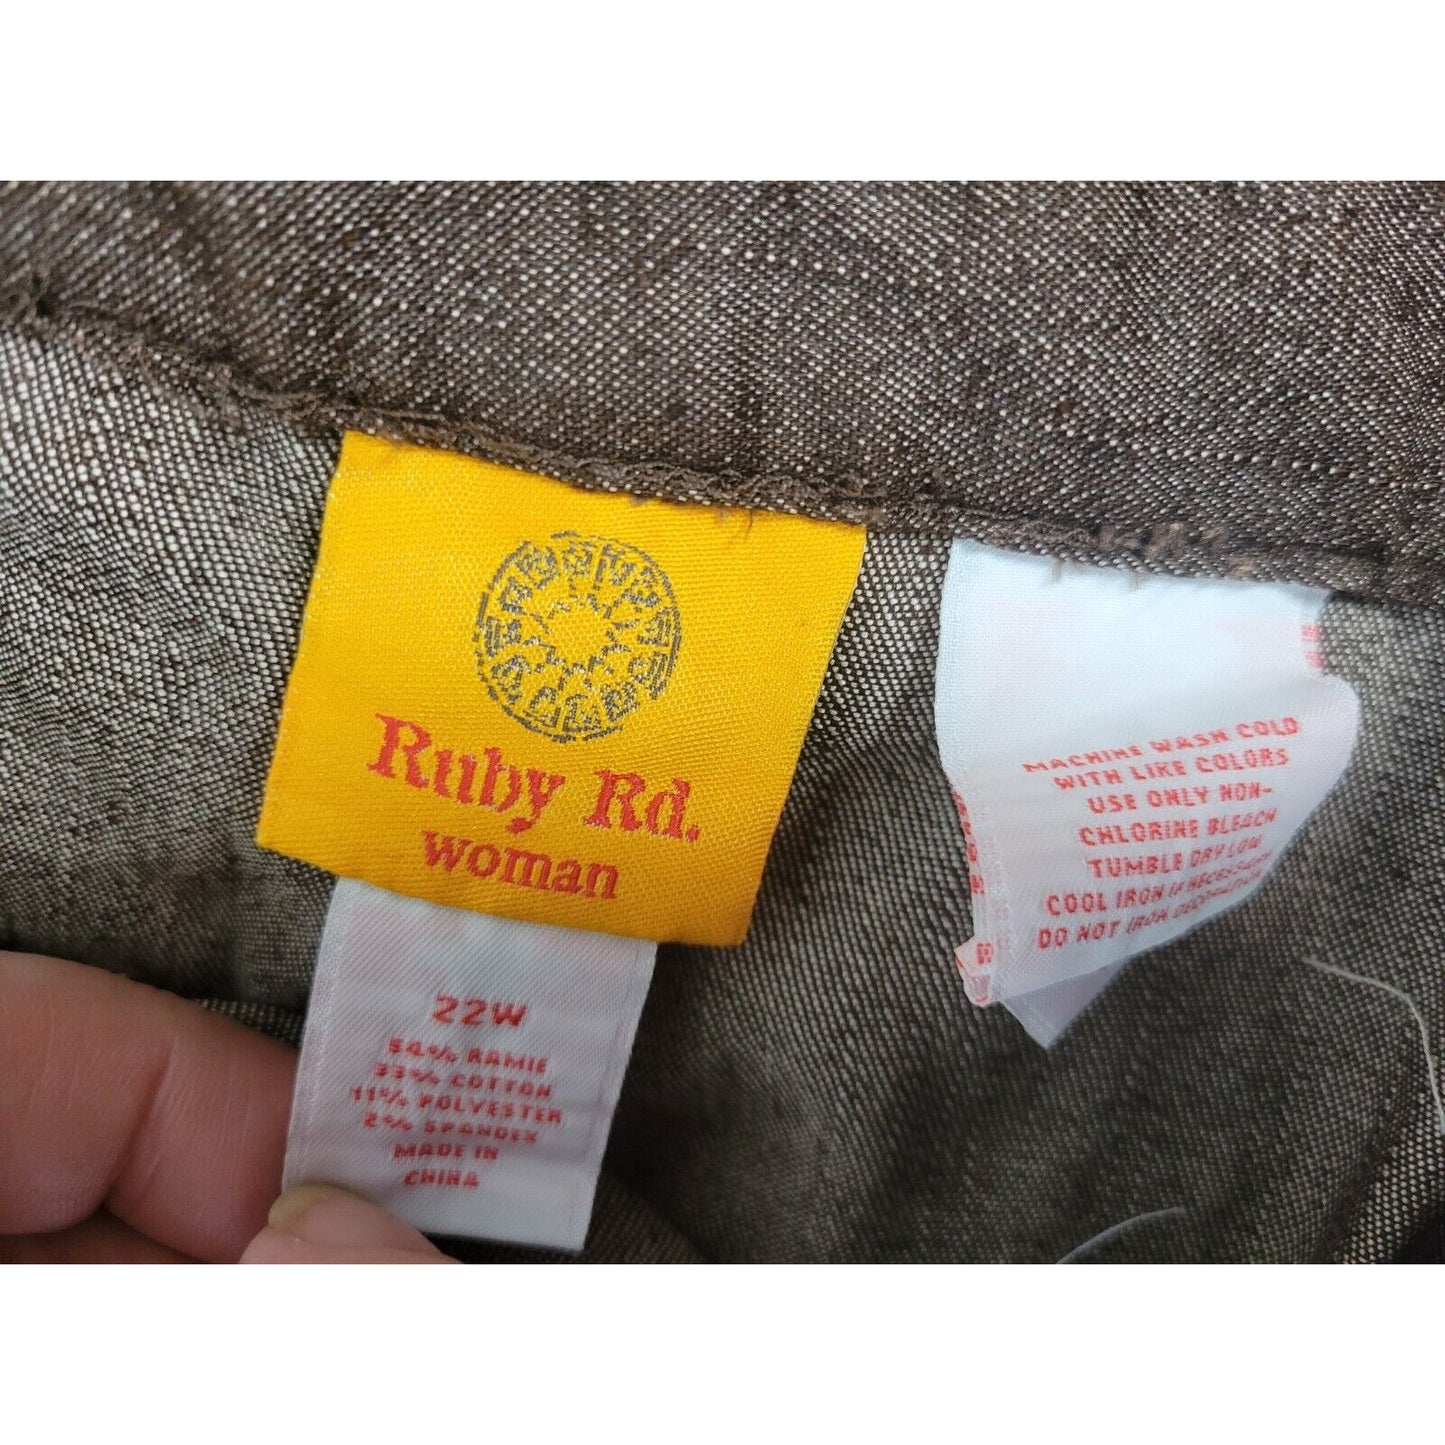 Ruby Rd.
woman
22W
54% RAMIE
33% COTTON
11% POLYESTER
2% SPANDEX
MADE IN
CHINA
MACHINE WASH COLD
WITH LIKE COLORS
USE ONLY NON-
CHLORINE BLEACH
TUMBLE DRY LOW
COOL IRON IF NECESSARY
DO NOT IRON DECORATION